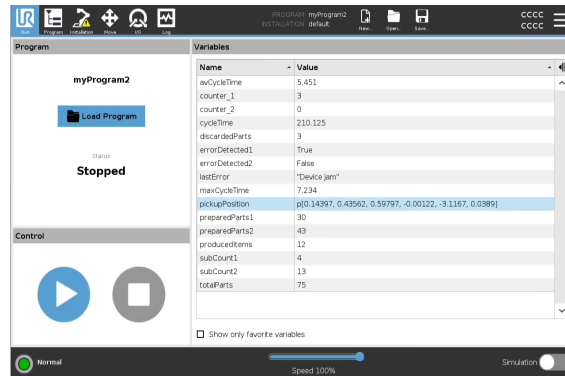 UR
Run
Program
Installation
Move
I/O
Log
PROGRAM myProgram2
INSTALLATION default
New...
Open...
Save...
CCCC
CCCC
Program
myProgram2
Load Program
Status
Stopped
Control
Variables
Name Value
avCycleTime 5.451
counter_1 3
counter_2 0
cycleTime 210.125
discardedParts 3
errorDetected1 True
errorDetected2 False
lastError "Device jam"
maxCycleTime 7.234
pickupPosition p[0.14397, 0.43562, 0.59797, -0.00122, -3.1167, 0.0389]
preparedParts1 30
preparedParts2 43
producedItems 12
subCount1 4
subCount2 13
totalParts 75
Show only favorite variables
Normal
Speed 100%
Simulation